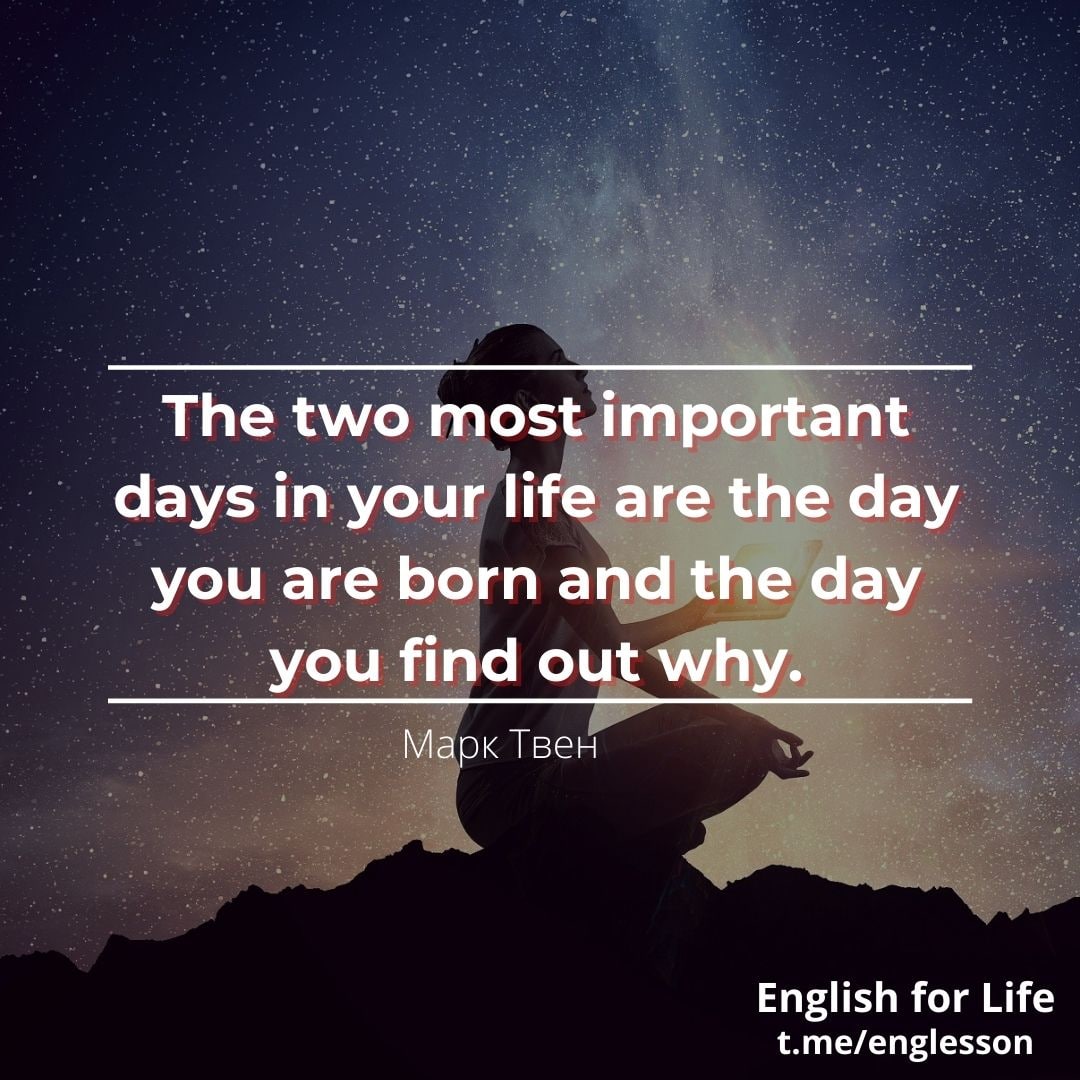 The two most important
days in your life are the day
you are born and the day
you find out why.
Марк Твен
English for Life
t.me/englesson